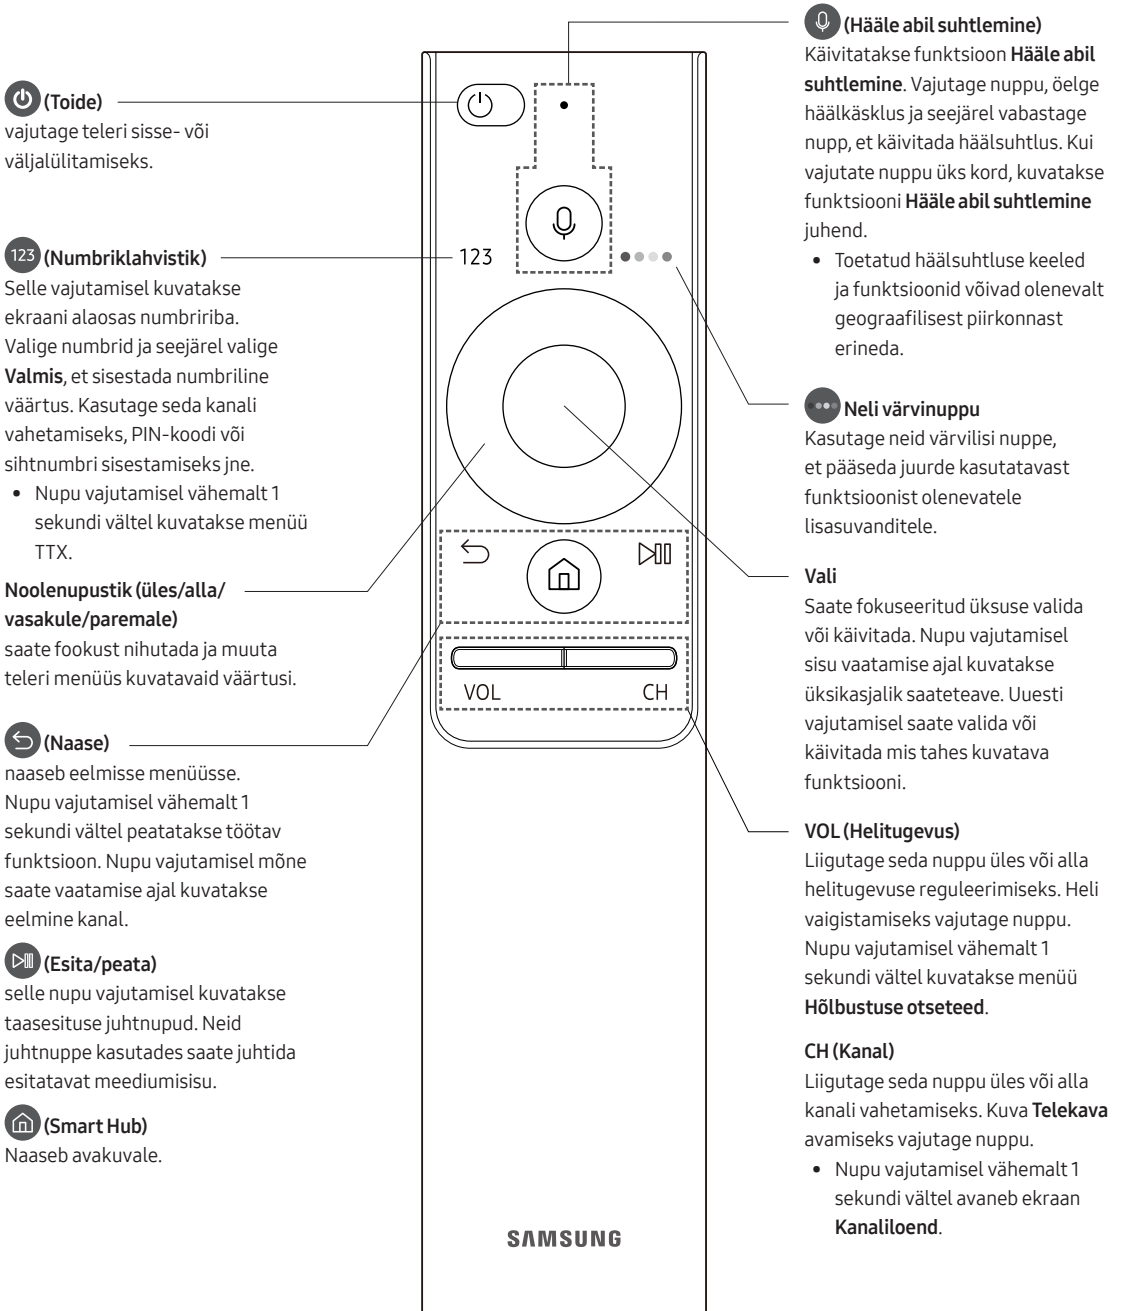 (Toide)
vajutage teleri sisse- või
väljalülitamiseks.
123 (Numbriklahvistik)
Selle vajutamisel kuvatakse
ekraani alaosas numbririba.
Valige numbrid ja seejärel valige
Valmis, et sisestada numbriline
väärtus. Kasutage seda kanali
vahetamiseks, PIN-koodi või
sihtnumbri sisestamiseks jne.
• Nupu vajutamisel vähemalt 1
sekundi vältel kuvatakse menüü
TTX.
Noolenupustik (üles/alla/
vasakule/paremale)
saate fookust nihutada ja muuta
teleri menüüs kuvatavaid väärtusi.
(Naase)
naaseb eelmisse menüüsse.
Nupu vajutamisel vähemalt 1
sekundi vältel peatatakse töötav
funktsioon. Nupu vajutamisel mõne
saate vaatamise ajal kuvatakse
eelmine kanal.
(Esita/peata)
selle nupu vajutamisel kuvatakse
taasesituse juhtnupud. Neid
juhtnuppe kasutades saate juhtida
esitatavat meediumisisu.
(Smart Hub)
Naaseb avakuvale.
123
VOL
CH
SAMSUNG
(Hääle abil suhtlemine)
Käivitatakse funktsioon Hääle abil
suhtlemine. Vajutage nuppu, öelge
häälkäsklus ja seejärel vabastage
nupp, et käivitada häälsuhtlus. Kui
vajutate nuppu üks kord, kuvatakse
funktsiooni Hääle abil suhtlemine
juhend.
• Toetatud häälsuhtluse keeled
ja funktsioonid võivad olenevalt
geograafilisest piirkonnast
erineda.
Neli värvinuppu
Kasutage neid värvilisi nuppe,
et pääseda juurde kasutatavast
funktsioonist olenevatele
lisasuvanditele.
Vali
Saate fokuseeritud üksuse valida
või käivitada. Nupu vajutamisel
sisu vaatamise ajal kuvatakse
üksikasjalik saateteave. Uuesti
vajutamisel saate valida või
käivitada mis tahes kuvatava
funktsiooni.
VOL (Helitugevus)
Liigutage seda nuppu üles või alla
helitugevuse reguleerimiseks. Heli
vaigistamiseks vajutage nuppu.
Nupu vajutamisel vähemalt 1
sekundi vältel kuvatakse menüü
Hõlbustuse otseteed.
CH (Kanal)
Liigutage seda nuppu üles või alla
kanali vahetamiseks. Kuva Telekava
avamiseks vajutage nuppu.
• Nupu vajutamisel vähemalt 1
sekundi vältel avaneb ekraan
Kanaliloend.